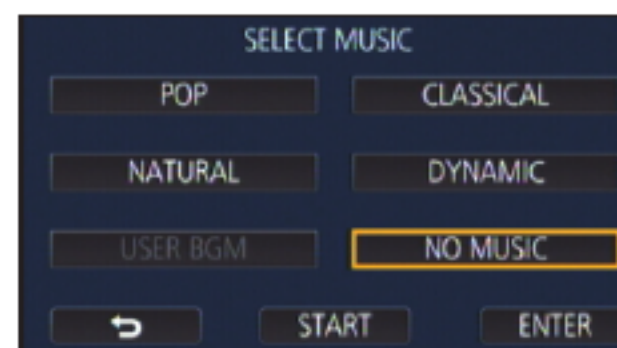 SELECT MUSIC
POP CLASSICAL
NATURAL DYNAMIC
USER BGM NO MUSIC
START ENTER